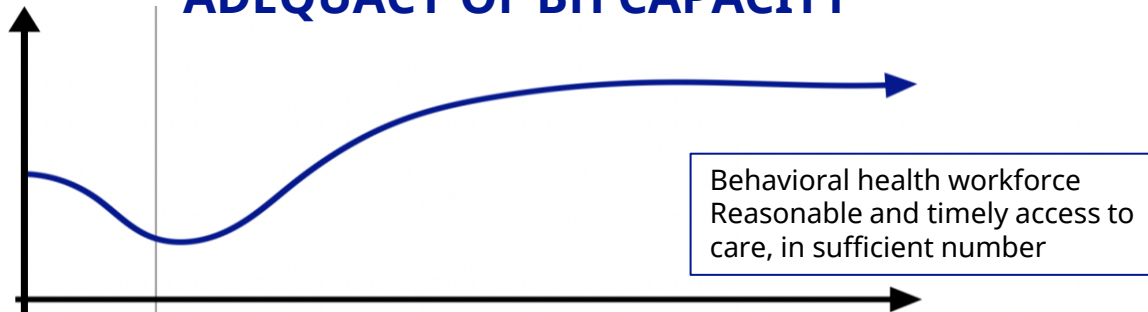 ADEQUACY OF BH CAPACITY
Behavioral health workforce
Reasonable and timely access to
care, in sufficient number